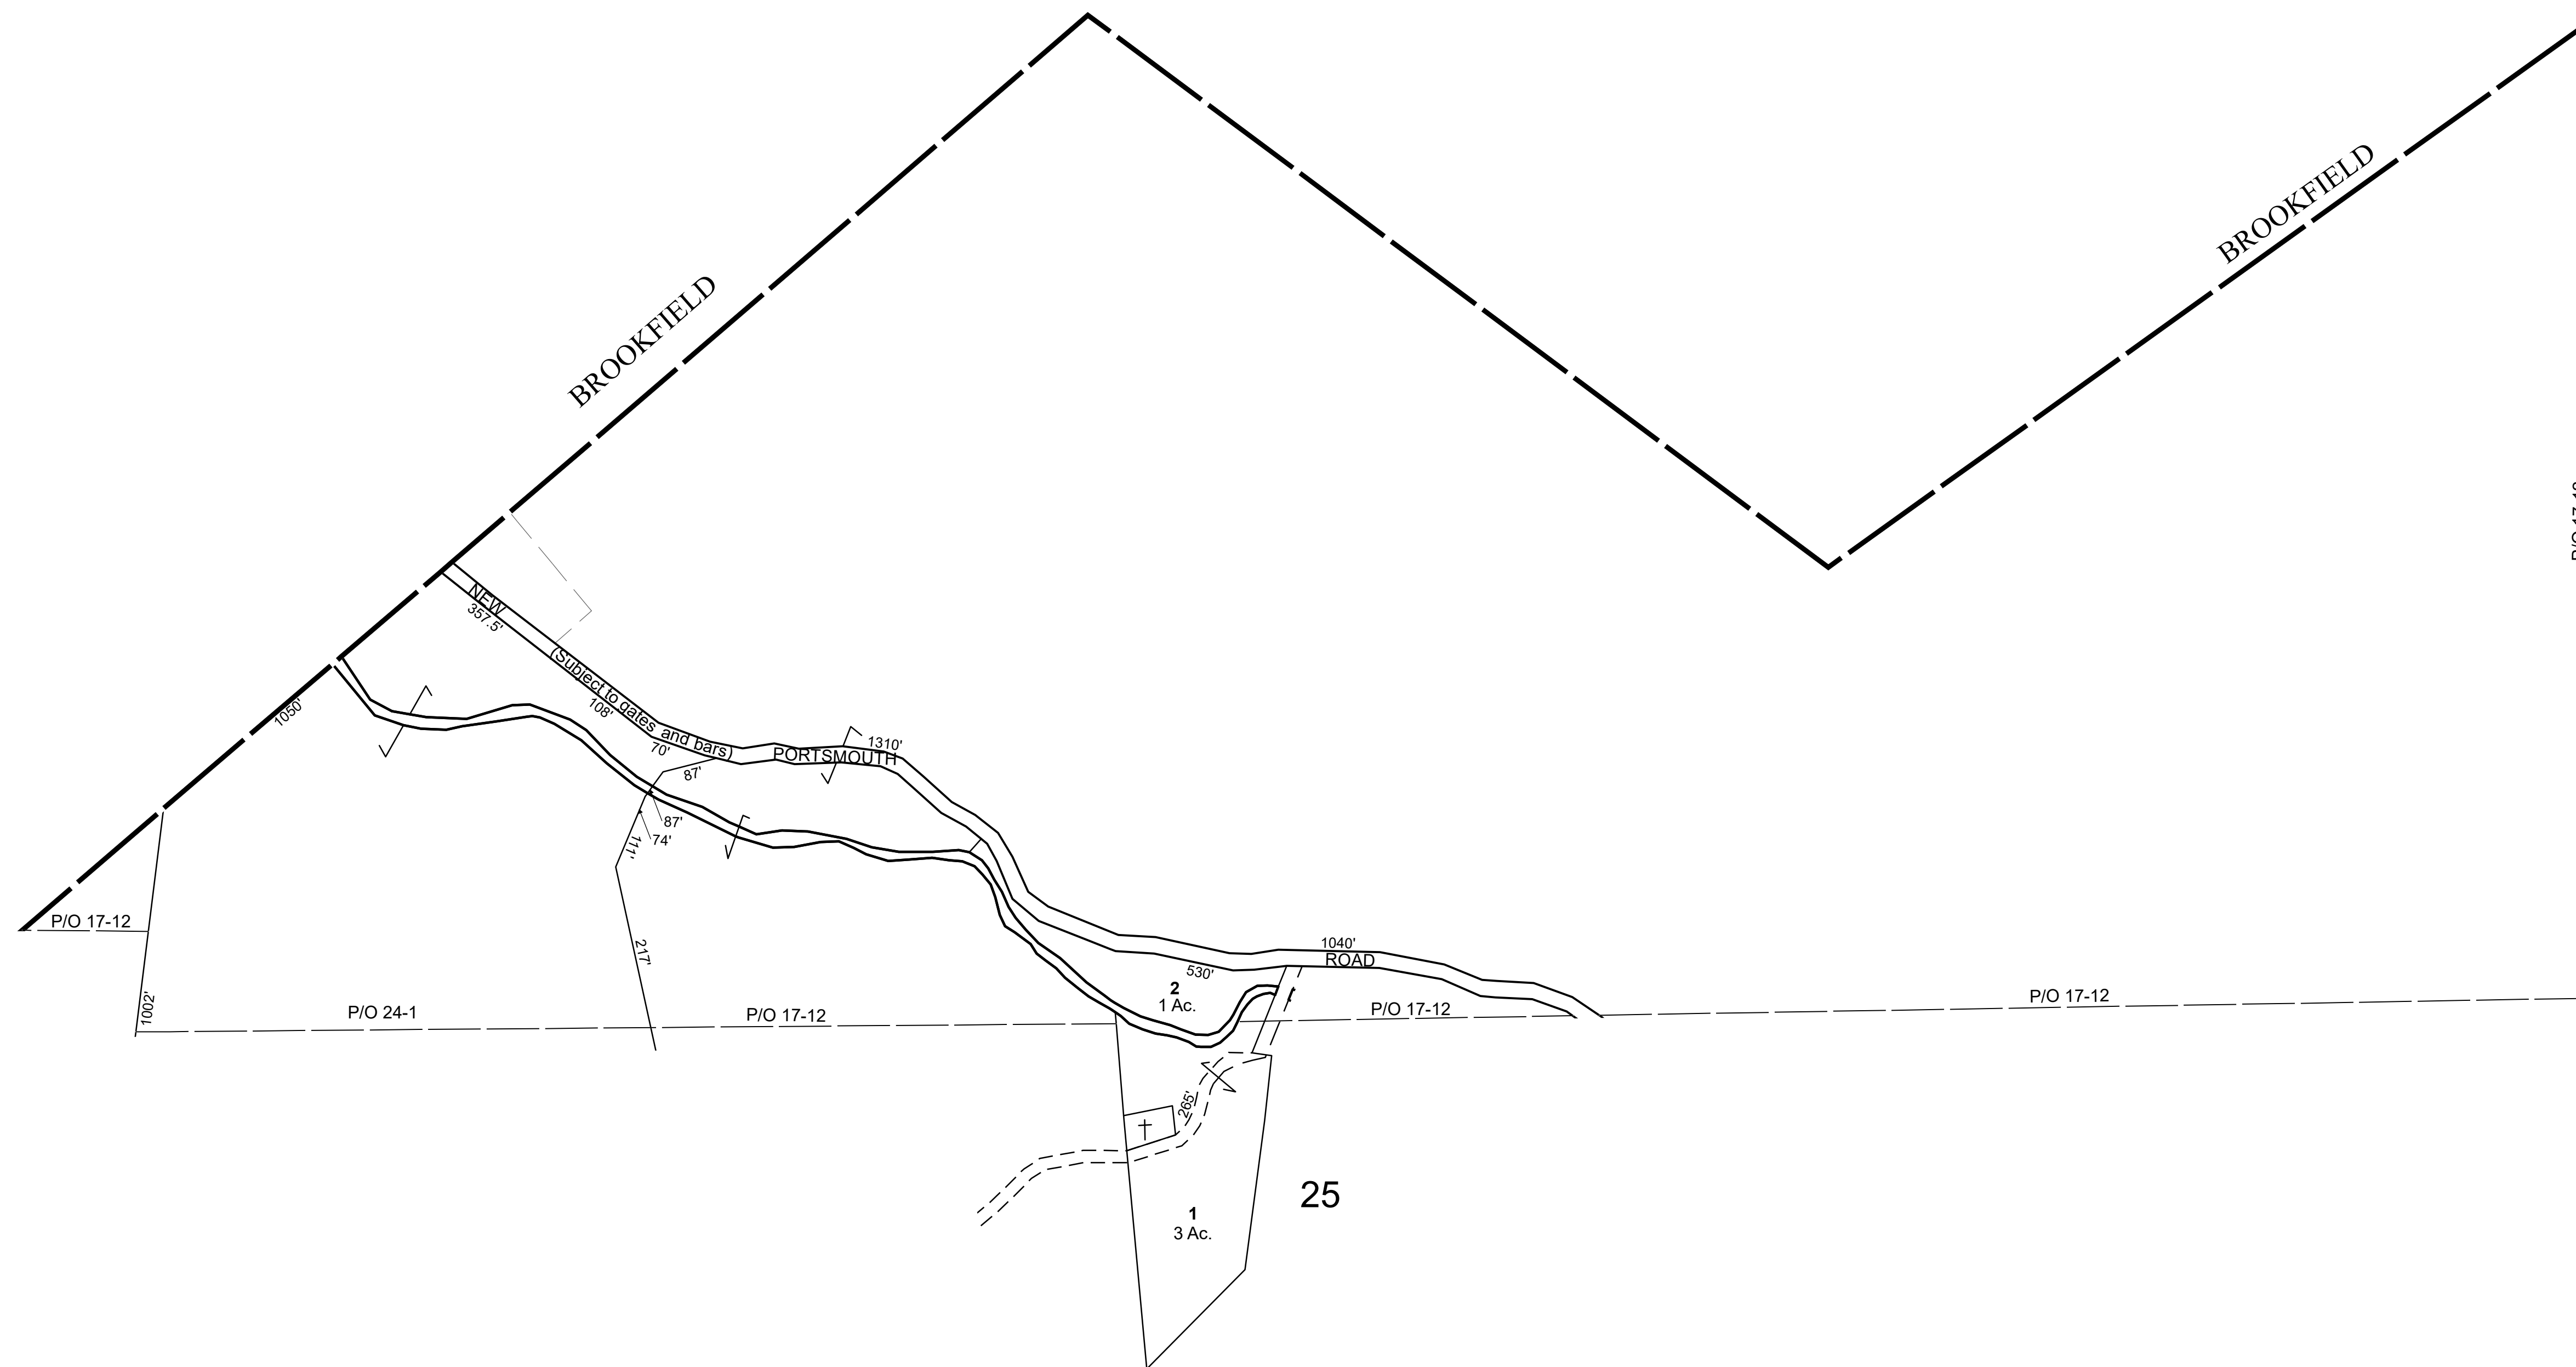 BROOKFIELD
BROOKFIELD
NEW
357.5'
(Subject to gates and bars)
108'
70'
1050'
PORTSMOUTH
1310'
87'
87'
74'
111'
217'
P/O 17-12
1002'
P/O 24-1
P/O 17-12
530'
1040'
ROAD
2
1 Ac.
P/O 17-12
P/O 17-12
265'
25
1
3 Ac.